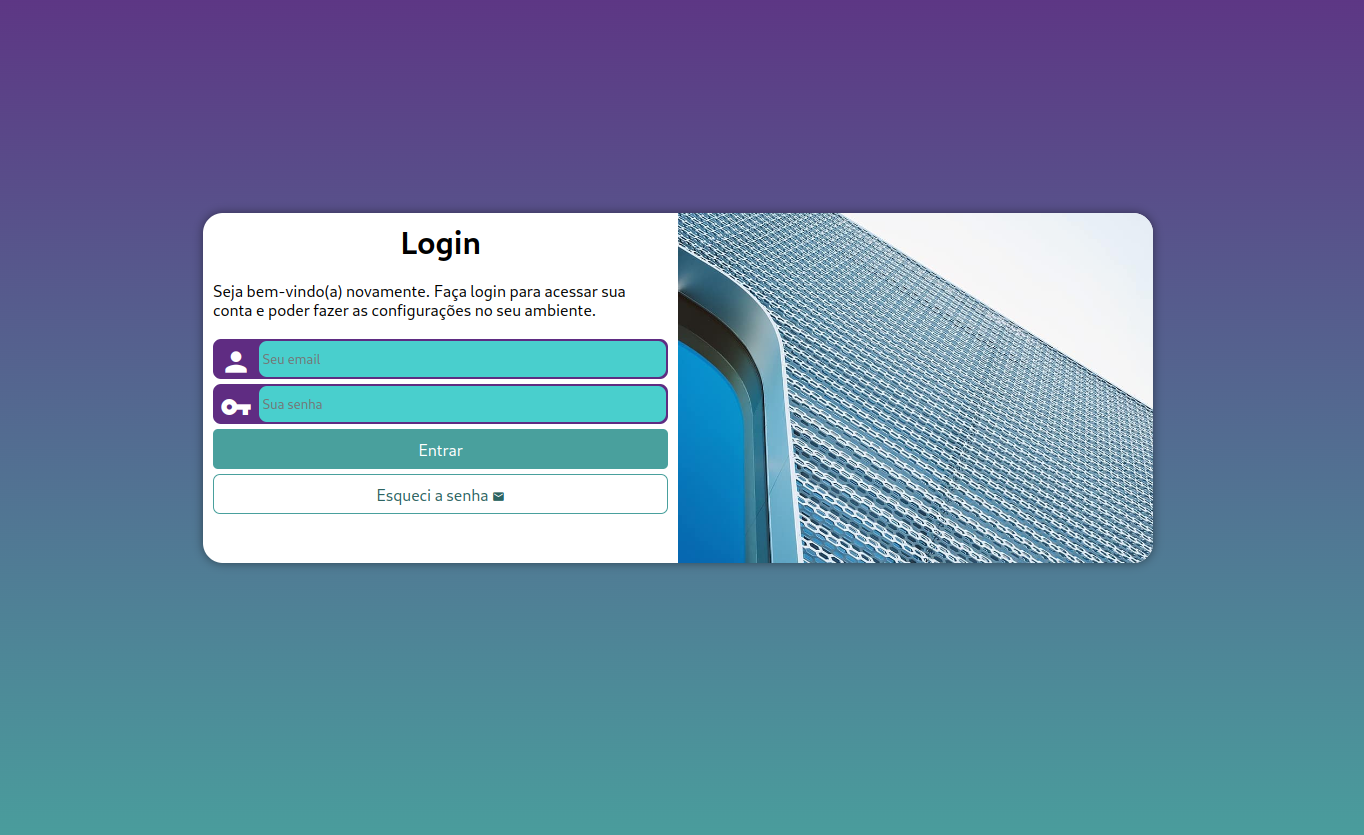 Login
Seja bem-vindo(a) novamente. Faça login para acessar sua
conta e poder fazer as configurações no seu ambiente.
Seu email
Sua senha
Entrar
Esqueci a senha